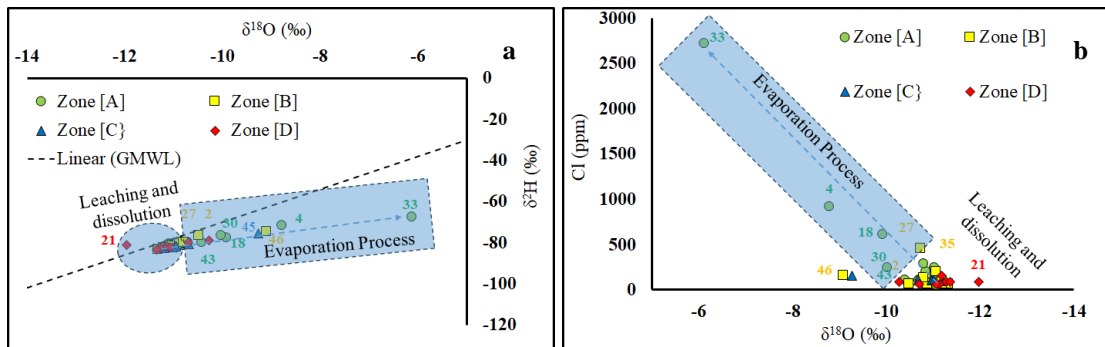 δ¹⁸O (‰)
-14
-12
-10
-8
-6
a
0
-20
-40
-60
-80
-100
-120
δ²H (‰)
Zone [A]
Zone [B]
Zone [C}
Zone [D]
Linear (GMWL)
Leaching and
dissolution
27
2
30
45
4
33
21
43
18
46
Evaporation Process
3000
2500
2000
1500
1000
500
0
Cl (ppm)
Zone [A]
Zone [B]
b
Zone [C}
Zone [D]
33
Evaporation Process
4
18
27
35
30
2
43
46
21
Leaching and
dissolution
-6
-8
-10
-12
-14
δ¹⁸O (‰)